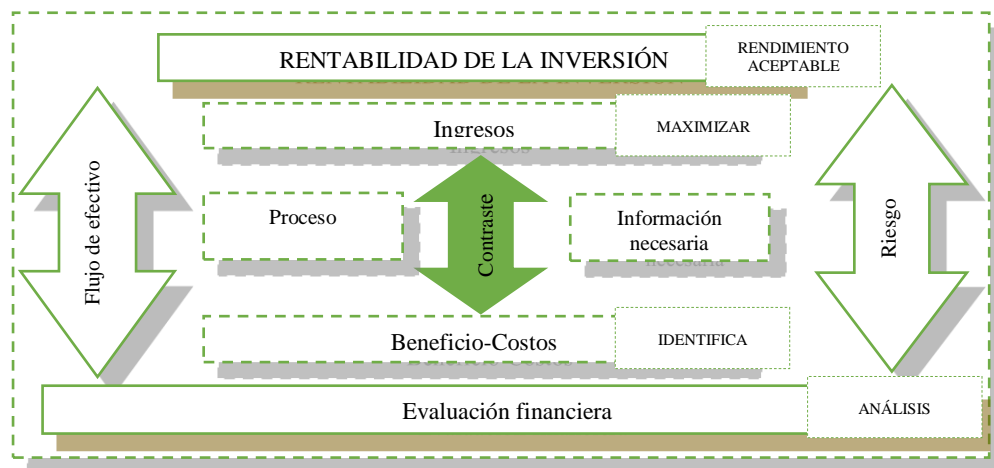 RENTABILIDAD DE LA INVERSIÓN
RENDIMIENTO
ACEPTABLE
Ingresos
MAXIMIZAR
Flujo de efectivo
Proceso
Contraste
Información
necesaria
Riesgo
Beneficio-Costos
IDENTIFICA
Evaluación financiera
ANÁLISIS